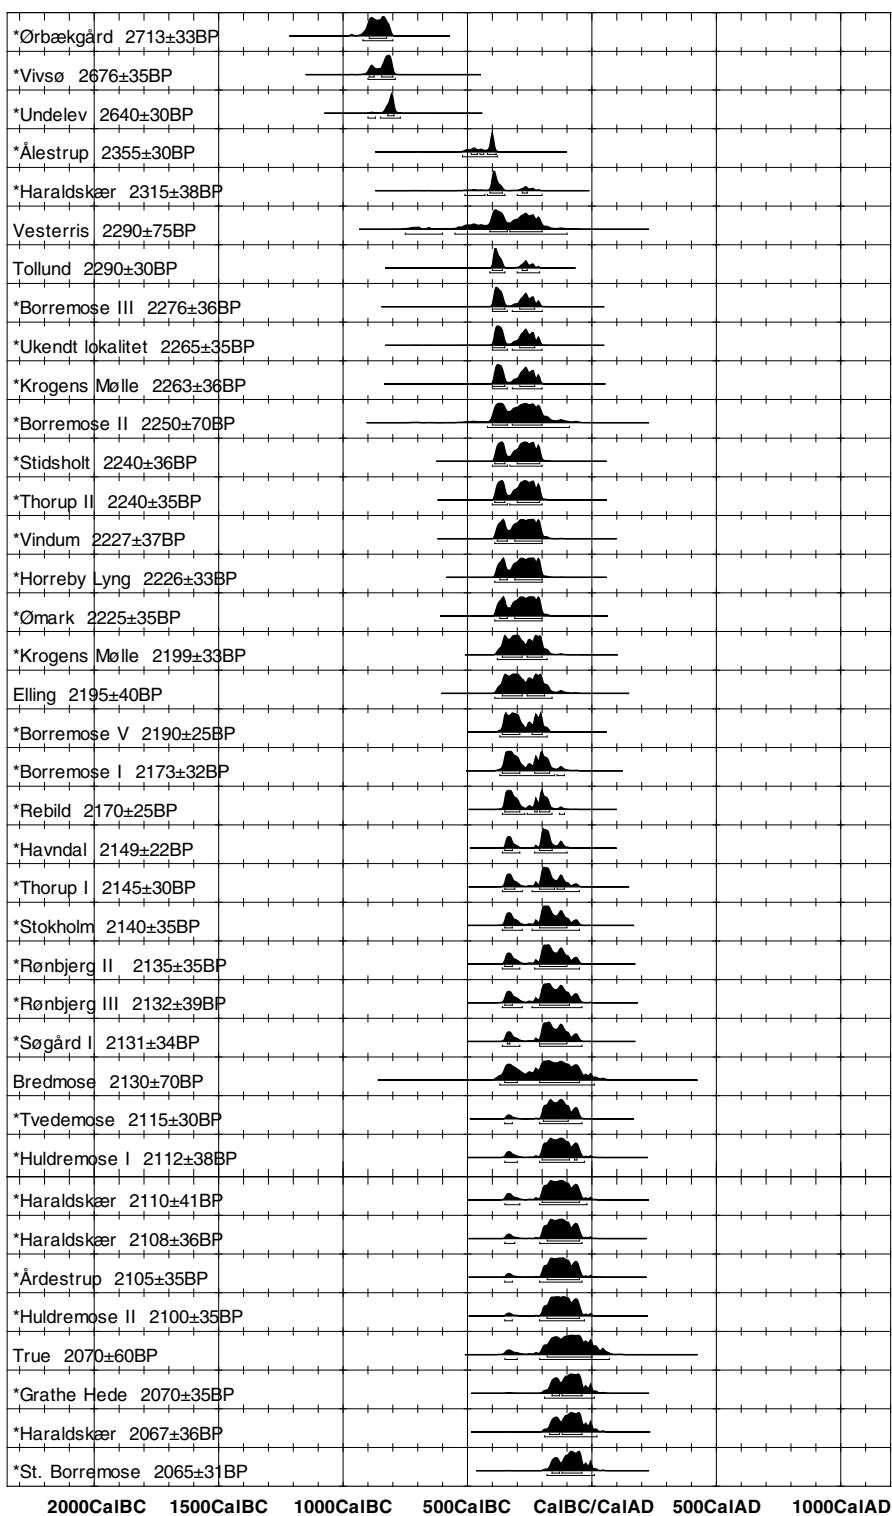 *Ørbækgård 2713±33BP
*Vivsø 2676±35BP
*Undelev 2640±30BP
*Ålestrup 2355±30BP
*Haraldskær 2315±38BP
Vesterris 2290±75BP
Tollund 2290±30BP
*Borremose III 2276±36BP
*Ukendt lokalitet 2265±35BP
*Krogens Mølle 2263±36BP
*Borremose II 2250±70BP
*Stidsholt 2240±36BP
*Thorup II 2240±35BP
*Vindum 2227±37BP
*Horreby Lyng 2226±33BP
*Ømark 2225±35BP
*Krogens Mølle 2199±33BP
Elling 2195±40BP
*Borremose V 2190±25BP
*Borremose I 2173±32BP
*Rebild 2170±25BP
*Havndal 2149±22BP
*Thorup I 2145±30BP
*Stokholm 2140±35BP
*Rønbjerg II 2135±35BP
*Rønbjerg III 2132±39BP
*Søgård I 2131±34BP
Bredmose 2130±70BP
*Tvedemose 2115±30BP
*Huldremose I 2112±38BP
*Haraldskær 2110±41BP
*Haraldskær 2108±36BP
*Årdestrup 2105±35BP
*Huldremose II 2100±35BP
True 2070±60BP
*Grathe Hede 2070±35BP
*Haraldskær 2067±36BP
*St. Borremose 2065±31BP
2000CalBC 1500CalBC 1000CalBC 500CalBC CalBC/CalAD 500CalAD 1000CalAD